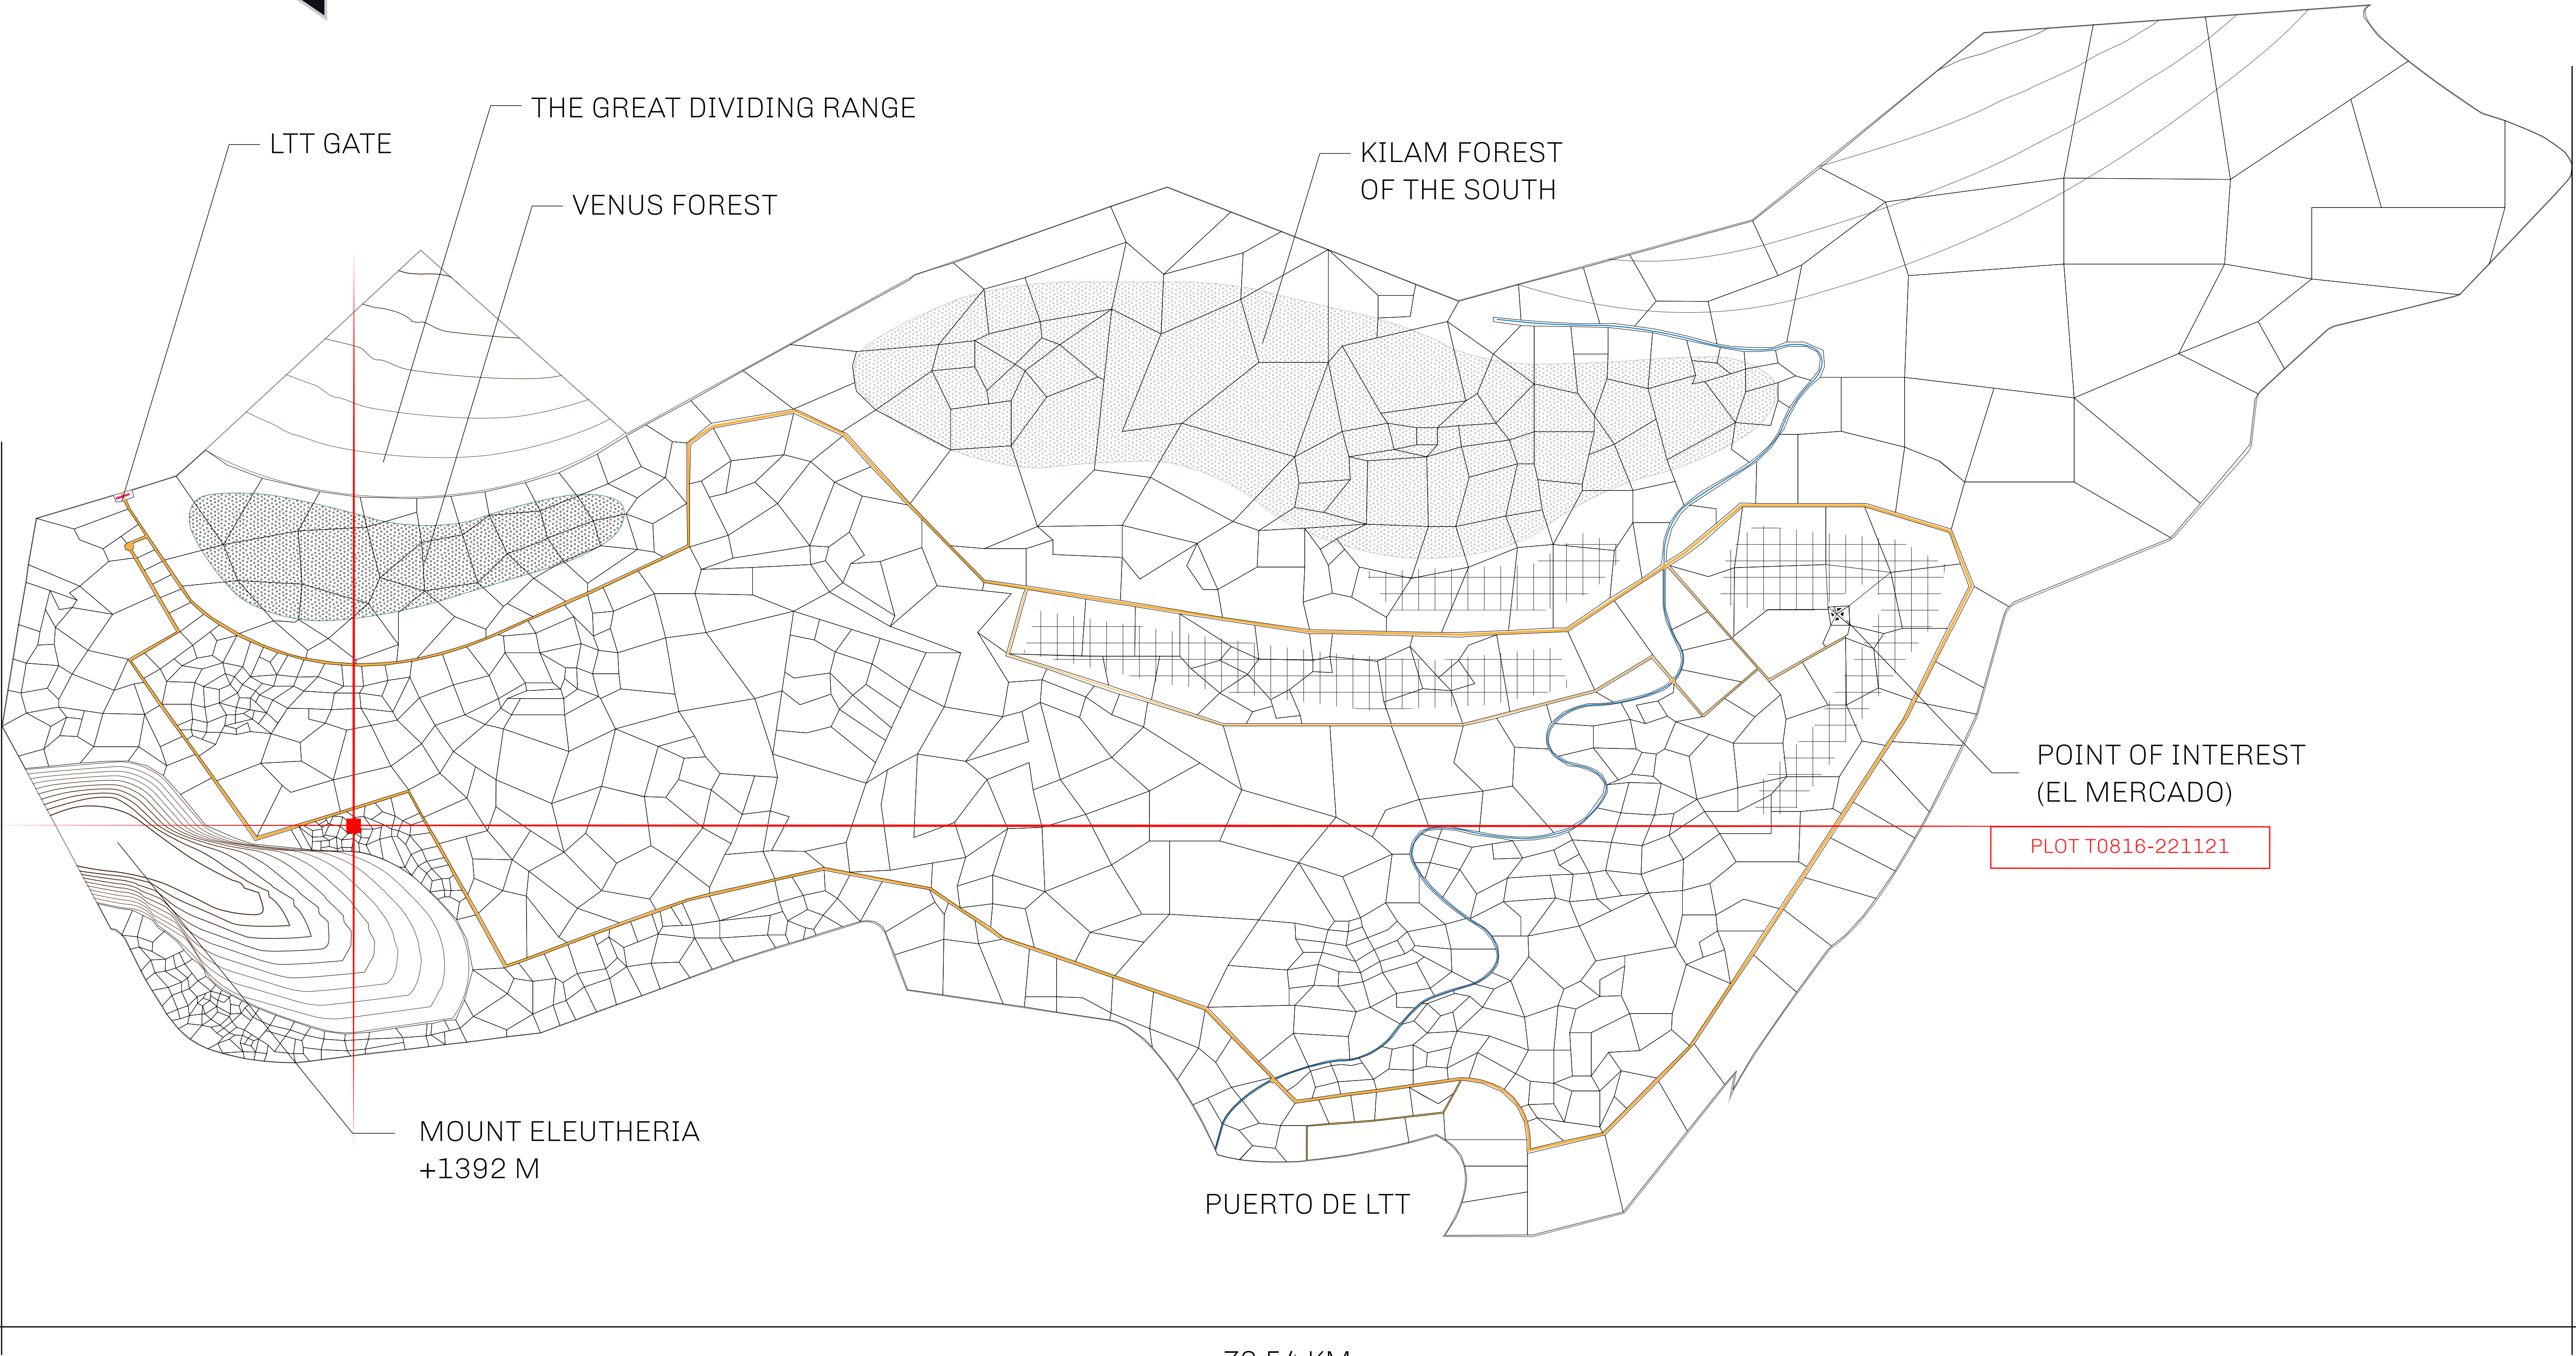 THE GREAT DIVIDING RANGE
LTT GATE
KILAM FOREST
OF THE SOUTH
VENUS FOREST
POINT OF INTEREST
(EL MERCADO)
PLOT T0816-221121
MOUNT ELEUTHERIA
+1392 M
PUERTO DE LTT
KM